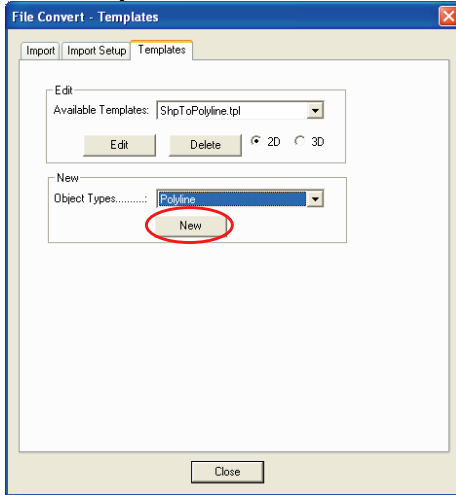 File Convert - Templates
Import Import Setup Templates
Edit
Available Templates: ShpToPolyline.tpl
Edit Delete 2D 3D
New
Object Types.........: Polyline
New
Close